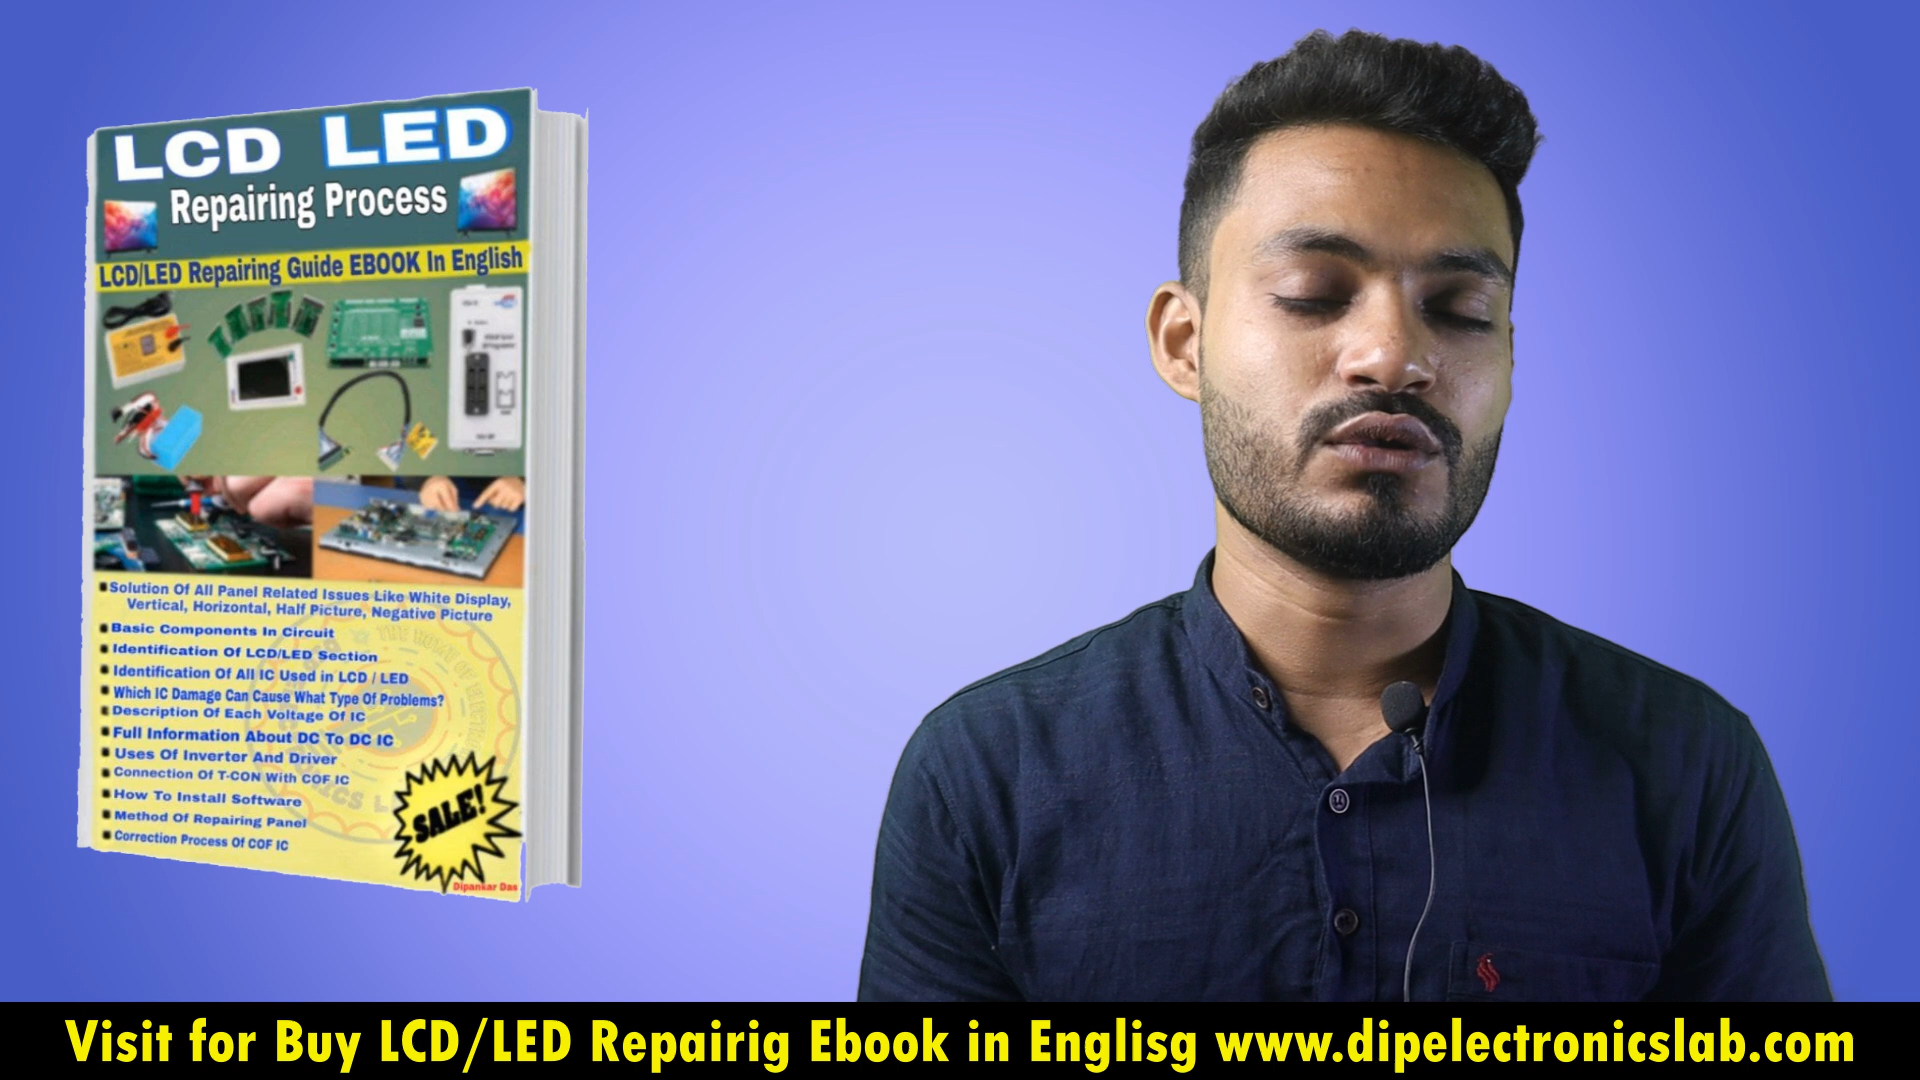 LCD LED
Repairing Process
LCD/LED Repairing Guide EBOOK In English
Solution Of All Panel Related Issues Like White Display,
Vertical, Horizontal, Half Picture, Negative Picture
Basic Components In Circuit
Identification Of LCD/LED Section
Identification Of All IC Used in LCD / LED
Which IC Damage Can Cause What Type Of Problems?
Description Of Each Voltage Of IC
Full Information About DC To DC IC
Uses Of Inverter And Driver
Connection Of T-CON With COF IC
How To Install Software
Method Of Repairing Panel
Correction Process Of COF IC
SALE!
Dipankar Das
Visit for Buy LCD/LED Repairig Ebook in Englisg www.dipelectronicslab.com